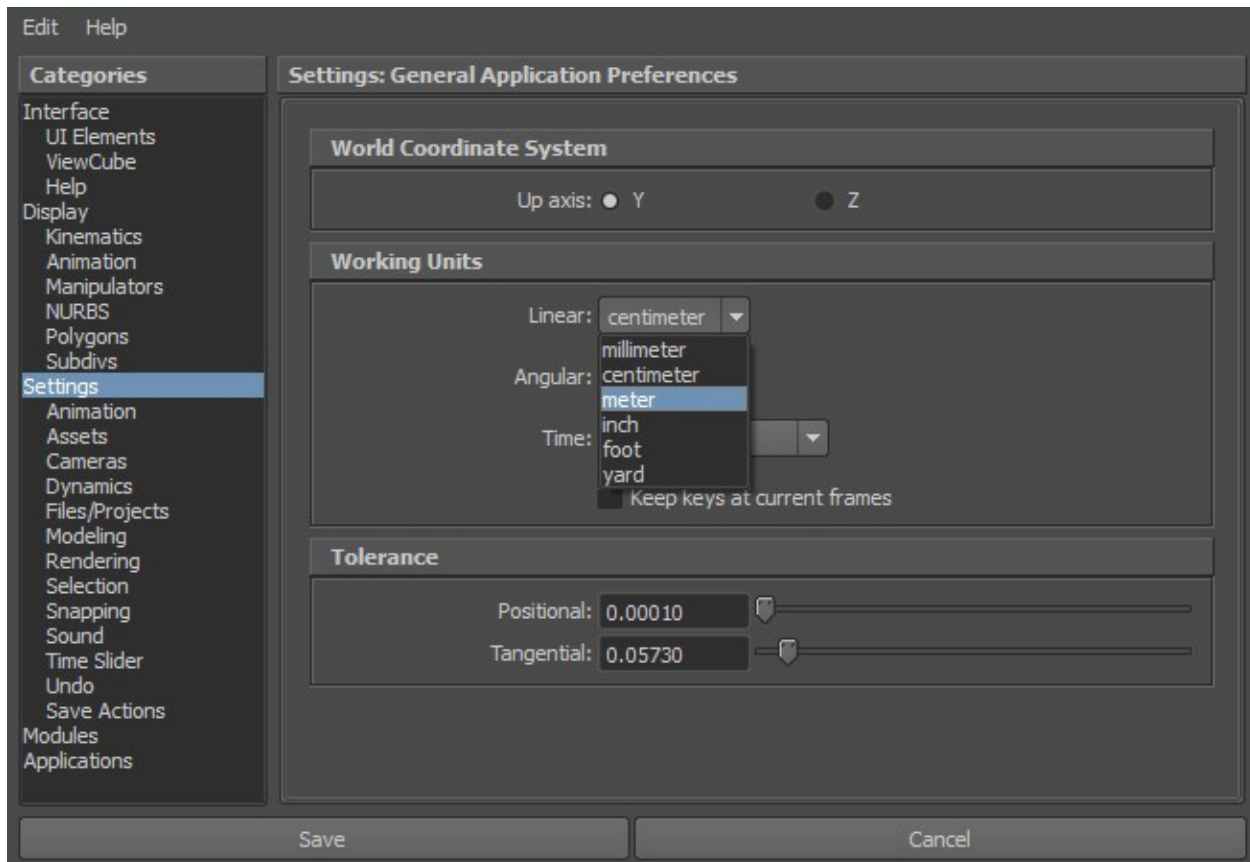 Edit Help
Categories
Interface
UI Elements
ViewCube
Help
Display
Kinematics
Animation
Manipulators
NURBS
Polygons
Subdivs
Settings
Animation
Assets
Cameras
Dynamics
Files/Projects
Modeling
Rendering
Selection
Snapping
Sound
Time Slider
Undo
Save Actions
Modules
Applications
Settings: General Application Preferences
World Coordinate System
Up axis: Y Z
Working Units
Linear: centimeter
millimeter
Angular: centimeter
meter
inch
Time:
foot
yard
Keep keys at current frames
Tolerance
Positional: 0.00010
Tangential: 0.05730
Save Cancel